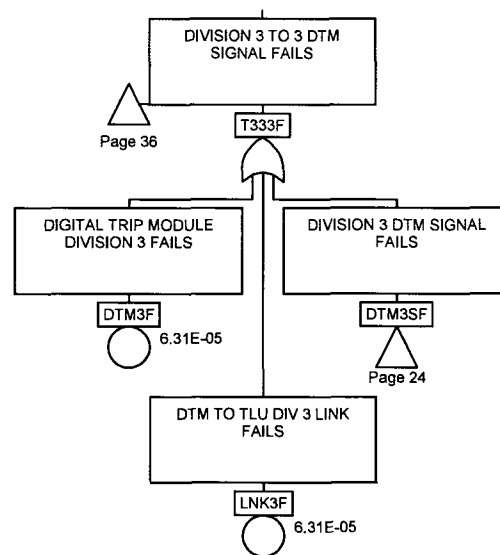 DIVISION 3 TO 3 DTM
SIGNAL FAILS
Page 36
T333F
DIGITAL TRIP MODULE
DIVISION 3 FAILS
DIVISION 3 DTM SIGNAL
FAILS
DTM3F
6.31E-05
DTM3SF
Page 24
DTM TO TLU DIV 3 LINK
FAILS
LNK3F
6.31E-05